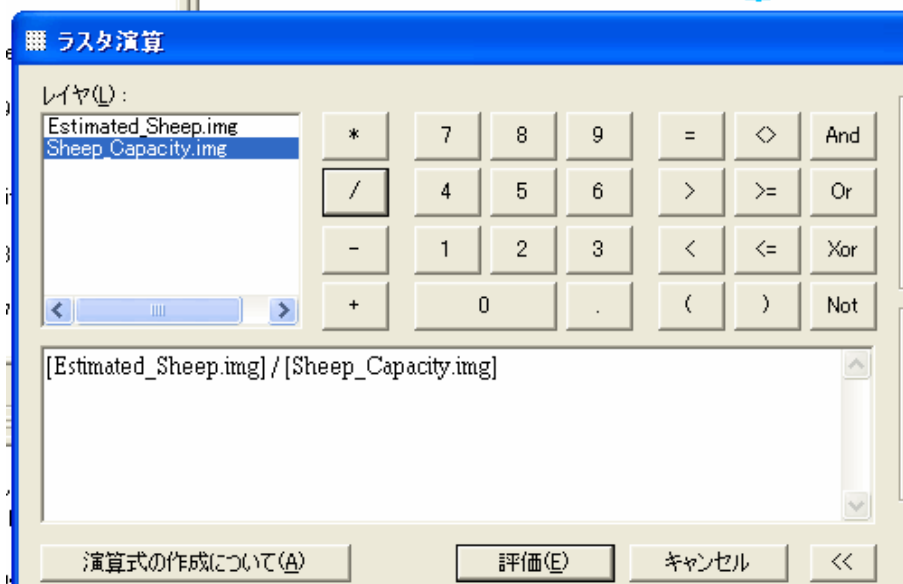 ラスタ演算
レイヤ(L) :
Estimated_Sheep.img
Sheep_Capacity.img
* 7 8 9 = <> And
/ 4 5 6 > >= Or
- 1 2 3 < <= Xor
+ 0 . ( ) Not
[Estimated_Sheep.img] / [Sheep_Capacity.img]
演算式の作成について(A) 評価(E) キャンセル <<